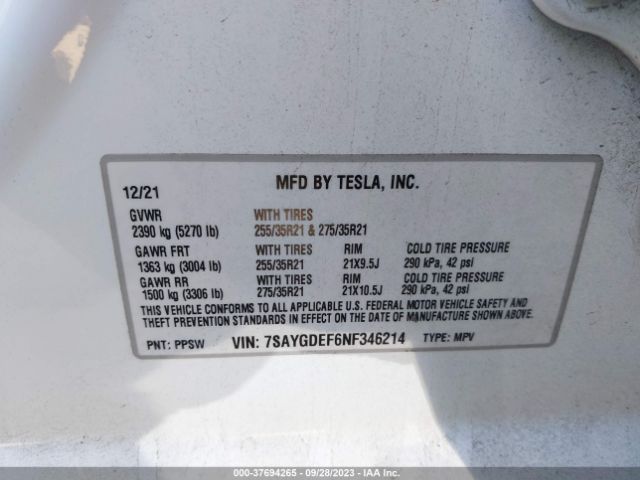 MFD BY TESLA, INC.
12/21
GVWR WITH TIRES
2390 kg (5270 lb) 255/35R21 & 275/35R21
GAWR FRT WITH TIRES RIM COLD TIRE PRESSURE
1363 kg (3004 lb) 255/35R21 21X9.5J 290 kPa, 42 psi
GAWR RR WITH TIRES RIM COLD TIRE PRESSURE
1500 kg (3306 lb) 275/35R21 21X10.5J 290 kPa, 42 psi
THIS VEHICLE CONFORMS TO ALL APPLICABLE U.S. FEDERAL MOTOR VEHICLE SAFETY AND
THEFT PREVENTION STANDARDS IN EFFECT ON THE DATE OF MANUFACTURE SHOWN ABOVE.
PNT: PPSW VIN: 7SAYGDEF6NF346214 TYPE: MPV
000-37694265 - 09/28/2023 - IAA Inc.